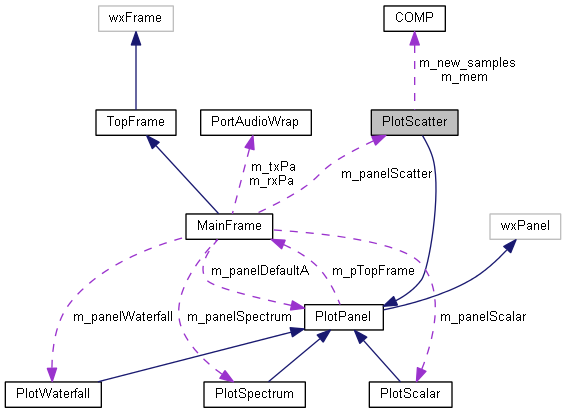 wxFrame
COMP
m_new_samples
m_mem
TopFrame
PortAudioWrap
PlotScatter
m_txPa
m_rxPa
m_panelScatter
MainFrame
wxPanel
m_panelDefaultA
m_pTopFrame
m_panelWaterfall
m_panelSpectrum
PlotPanel
m_panelScalar
PlotWaterfall
PlotSpectrum
PlotScalar